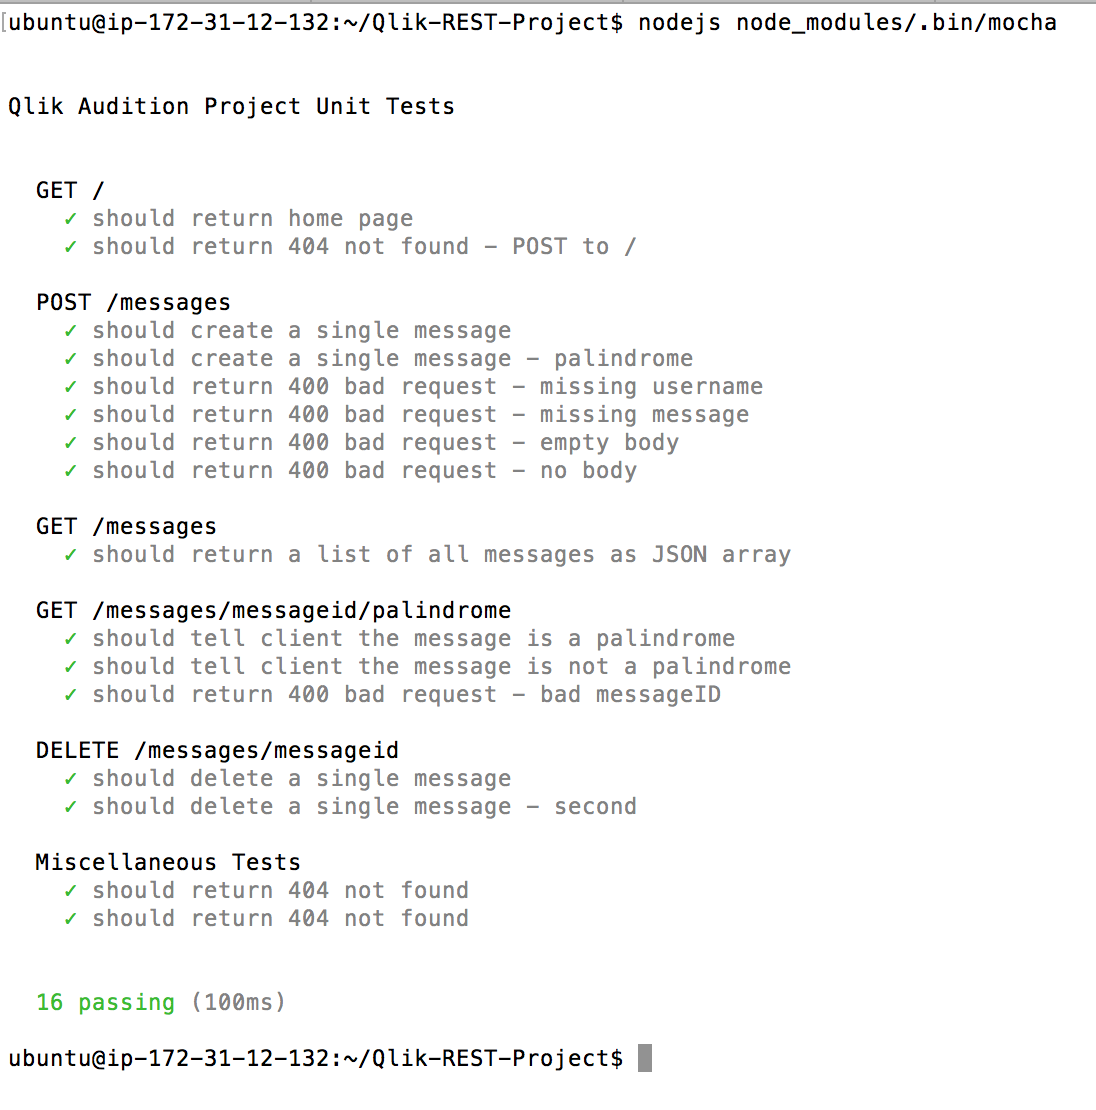 [ubuntu@ip-172-31-12-132:~/Qlik-REST-Project$ nodejs node_modules/.bin/mocha
Qlik Audition Project Unit Tests
GET /
✓ should return home page
✓ should return 404 not found - POST to /
POST /messages
✓ should create a single message
✓ should create a single message - palindrome
✓ should return 400 bad request - missing username
✓ should return 400 bad request - missing message
✓ should return 400 bad request - empty body
✓ should return 400 bad request - no body
GET /messages
✓ should return a list of all messages as JSON array
GET /messages/messageid/palindrome
✓ should tell client the message is a palindrome
✓ should tell client the message is not a palindrome
✓ should return 400 bad request - bad messageID
DELETE /messages/messageid
✓ should delete a single message
✓ should delete a single message - second
Miscellaneous Tests
✓ should return 404 not found
✓ should return 404 not found
16 passing (100ms)
ubuntu@ip-172-31-12-132:~/Qlik-REST-Project$